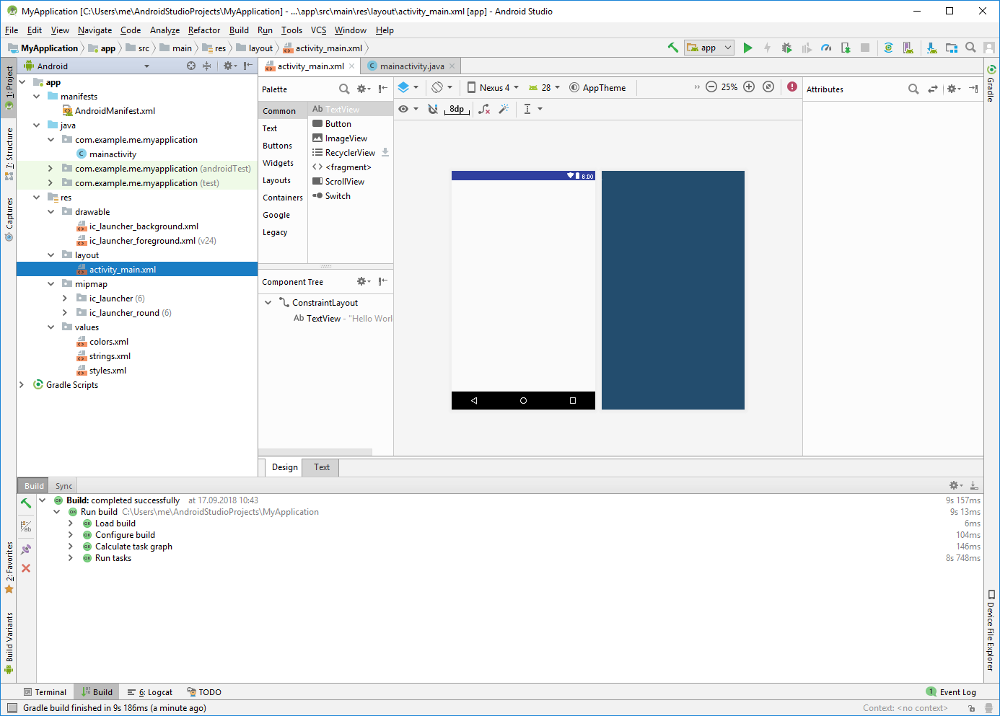 MyApplication [C:\Users\me\AndroidStudioProjects\MyApplication] - ...\app\src\main\res\layout\activity_main.xml [app] - Android Studio
File Edit View Navigate Code Analyze Refactor Build Run Tools VCS Window Help
MyApplication app src main res layout activity_main.xml app
1: Project
7: Structure
Captures
2: Favorites
Build Variants
Android
app
manifests
AndroidManifest.xml
java
com.example.me.myapplication
mainactivity
com.example.me.myapplication (androidTest)
com.example.me.myapplication (test)
res
drawable
ic_launcher_background.xml
ic_launcher_foreground.xml (v24)
layout
activity_main.xml
mipmap
ic_launcher (6)
ic_launcher_round (6)
values
colors.xml
strings.xml
styles.xml
Gradle Scripts
activity_main.xml mainactivity.java
Palette
Common
Text
Buttons
Widgets
Layouts
Containers
Google
Legacy
Ab TextView
Button
ImageView
RecyclerView
<fragment>
ScrollView
Switch
Component Tree
ConstraintLayout
Ab TextView - "Hello Worl
Nexus 4 28 AppTheme 25%
8dp
8:00
Attributes
Gradle
Device File Explorer
Design Text
Build Sync
Build: completed successfully at 17.09.2018 10:43 9s 157ms
Run build C:\Users\me\AndroidStudioProjects\MyApplication 9s 13ms
Load build 6ms
Configure build 104ms
Calculate task graph 146ms
Run tasks 8s 748ms
Terminal Build 6: Logcat TODO 1 Event Log
Gradle build finished in 9s 186ms (a minute ago) Context: <no context>